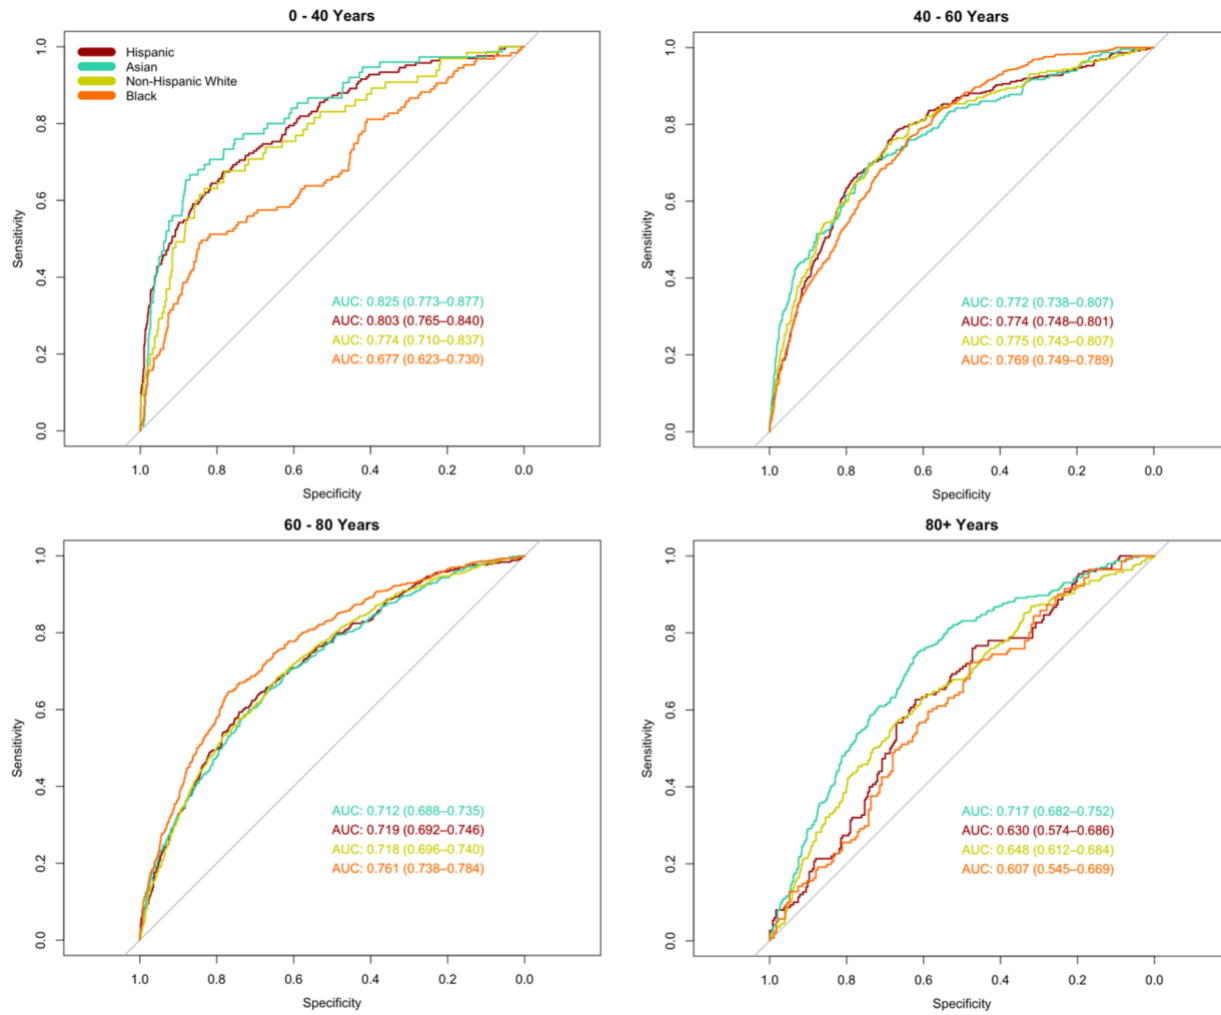 0 - 40 Years
Hispanic
Asian
Non-Hispanic White
Black
AUC: 0.825 (0.773–0.877)
AUC: 0.803 (0.765–0.840)
AUC: 0.774 (0.710–0.837)
AUC: 0.677 (0.623–0.730)
Sensitivity
0.0 0.2 0.4 0.6 0.8 1.0
1.0 0.8 0.6 0.4 0.2 0.0
Specificity
40 - 60 Years
AUC: 0.772 (0.738–0.807)
AUC: 0.774 (0.748–0.801)
AUC: 0.775 (0.743–0.807)
AUC: 0.769 (0.749–0.789)
Sensitivity
0.0 0.2 0.4 0.6 0.8 1.0
1.0 0.8 0.6 0.4 0.2 0.0
Specificity
60 - 80 Years
AUC: 0.712 (0.688–0.735)
AUC: 0.719 (0.692–0.746)
AUC: 0.718 (0.696–0.740)
AUC: 0.761 (0.738–0.784)
Sensitivity
0.0 0.2 0.4 0.6 0.8 1.0
1.0 0.8 0.6 0.4 0.2 0.0
Specificity
80+ Years
AUC: 0.717 (0.682–0.752)
AUC: 0.630 (0.574–0.686)
AUC: 0.648 (0.612–0.684)
AUC: 0.607 (0.545–0.669)
Sensitivity
0.0 0.2 0.4 0.6 0.8 1.0
1.0 0.8 0.6 0.4 0.2 0.0
Specificity